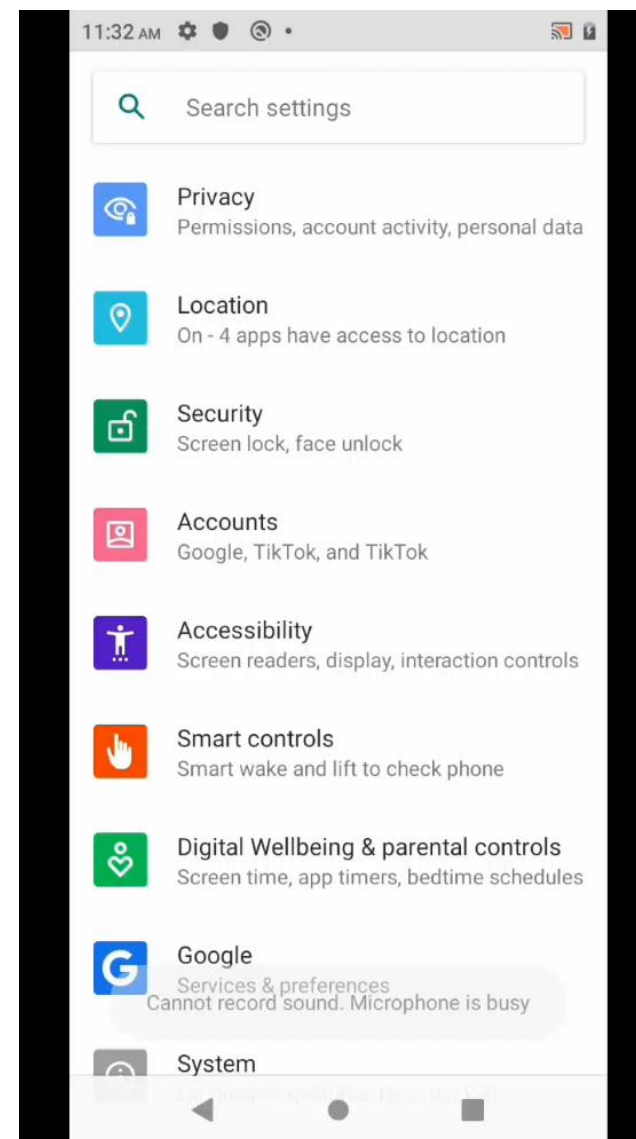 11:32 AM
Search settings
Privacy
Permissions, account activity, personal data
Location
On - 4 apps have access to location
Security
Screen lock, face unlock
Accounts
Google, TikTok, and TikTok
Accessibility
Screen readers, display, interaction controls
Smart controls
Smart wake and lift to check phone
Digital Wellbeing & parental controls
Screen time, app timers, bedtime schedules
Google
Services & preferences
Cannot record sound. Microphone is busy
System